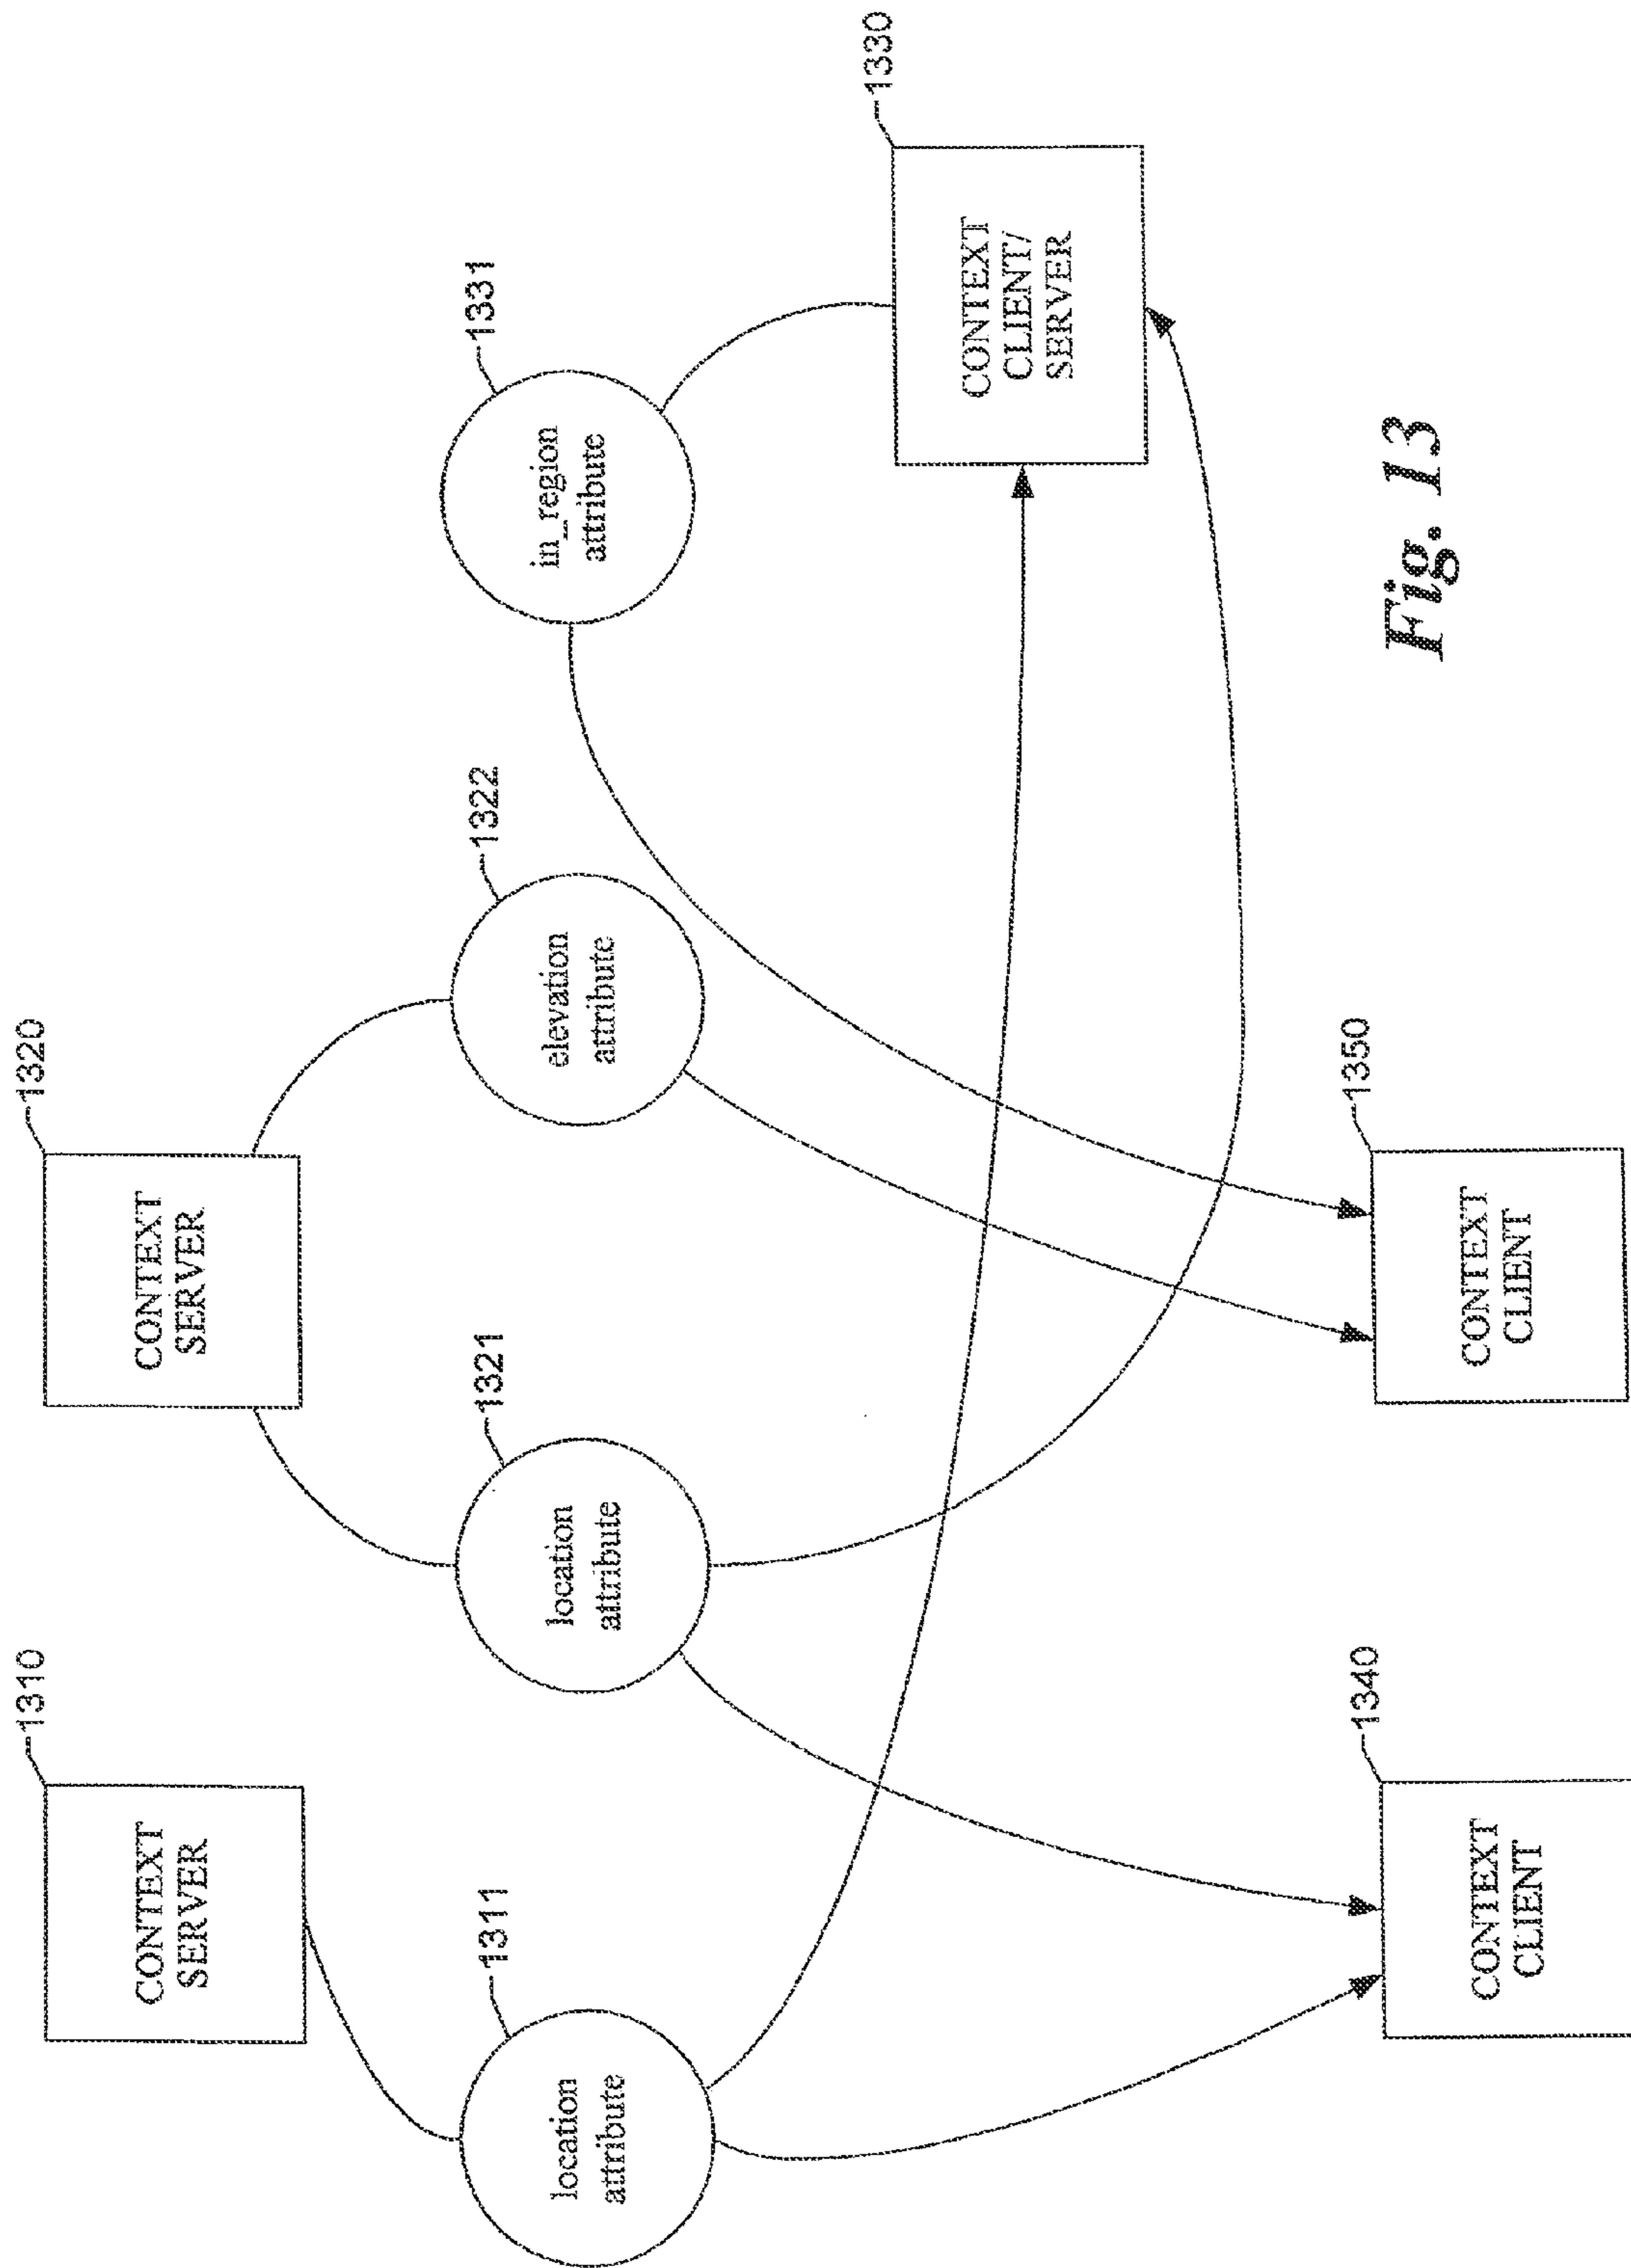 1310
CONTEXT
SERVER
1320
CONTEXT
SERVER
1311
location
attribute
1321
location
attribute
1322
elevation
attribute
1331
in_region
attribute
1330
CONTEXT
CLIENT/
SERVER
1340
CONTEXT
CLIENT
1350
CONTEXT
CLIENT
Fig. 13